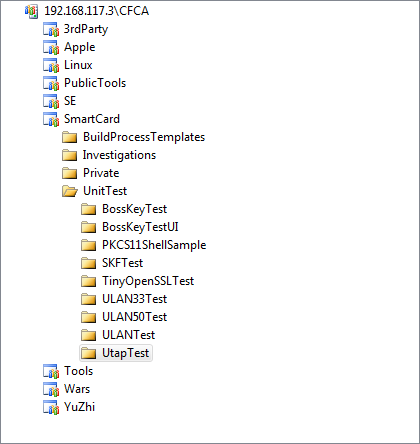 192.168.117.3\CFCA
3rdParty
Apple
Linux
PublicTools
SE
SmartCard
BuildProcessTemplates
Investigations
Private
UnitTest
BossKeyTest
BossKeyTestUI
PKCS11ShellSample
SKFTest
TinyOpenSSLTest
ULAN33Test
ULAN50Test
ULANTest
UtapTest
Tools
Wars
YuZhi